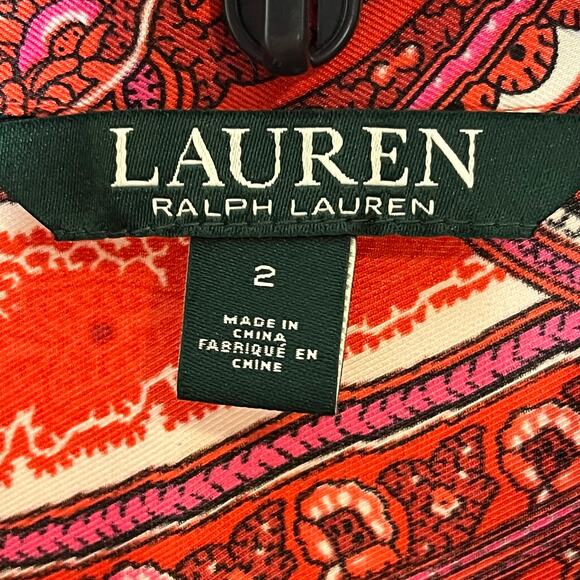 LAUREN
RALPH LAUREN
2
MADE IN
CHINA
FABRIQUÉ EN
CHINE